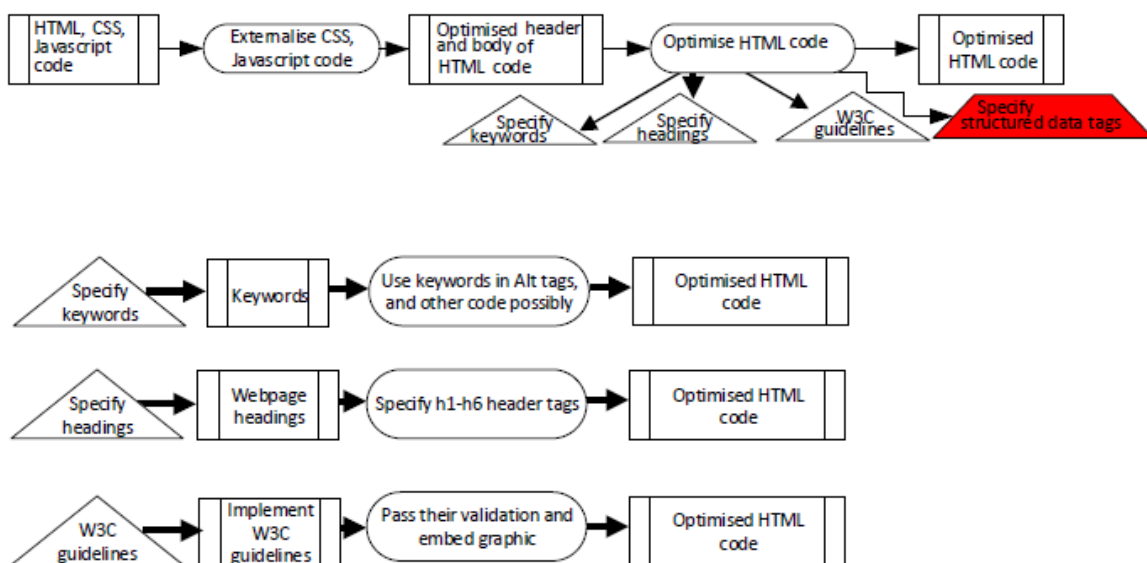 HTML, CSS,
Javascript
code
Externalise CSS,
Javascript code
Optimised header
and body of
HTML code
Optimise HTML code
Optimised
HTML code
Specify
keywords
Specify
headings
W3C
guidelines
Specify
structured data tags
Specify
keywords
Keywords
Use keywords in Alt tags,
and other code possibly
Optimised HTML
code
Specify
headings
Webpage
headings
Specify h1-h6 header tags
Optimised HTML
code
W3C
guidelines
Implement
W3C
guidelines
Pass their validation and
embed graphic
Optimised HTML
code